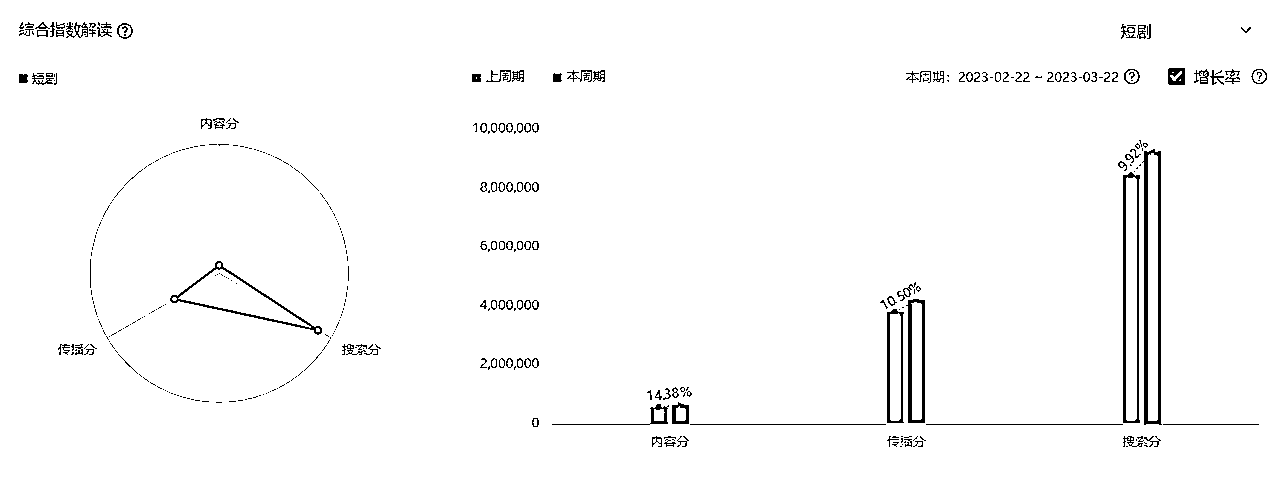 综合指数解读
短剧
短剧
上周期 本周期
本周期：2023-02-22 ~ 2023-03-22 增长率
内容分
传播分
搜索分
10,000,000
8,000,000
6,000,000
4,000,000
2,000,000
0
14.38%
10.50%
9.92%
内容分
传播分
搜索分